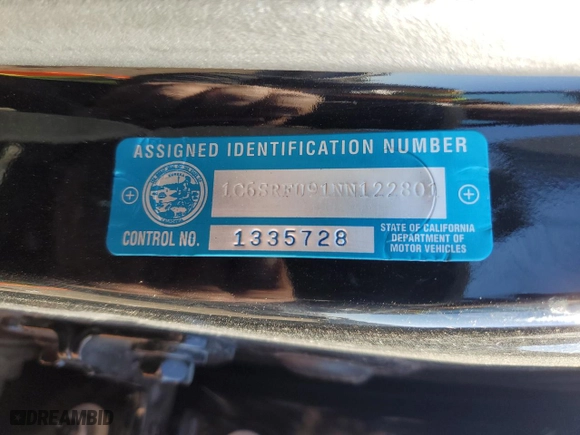 ASSIGNED IDENTIFICATION NUMBER
CONTROL NO. 1335728
STATE OF CALIFORNIA
DEPARTMENT OF
MOTOR VEHICLES
DREAMBID